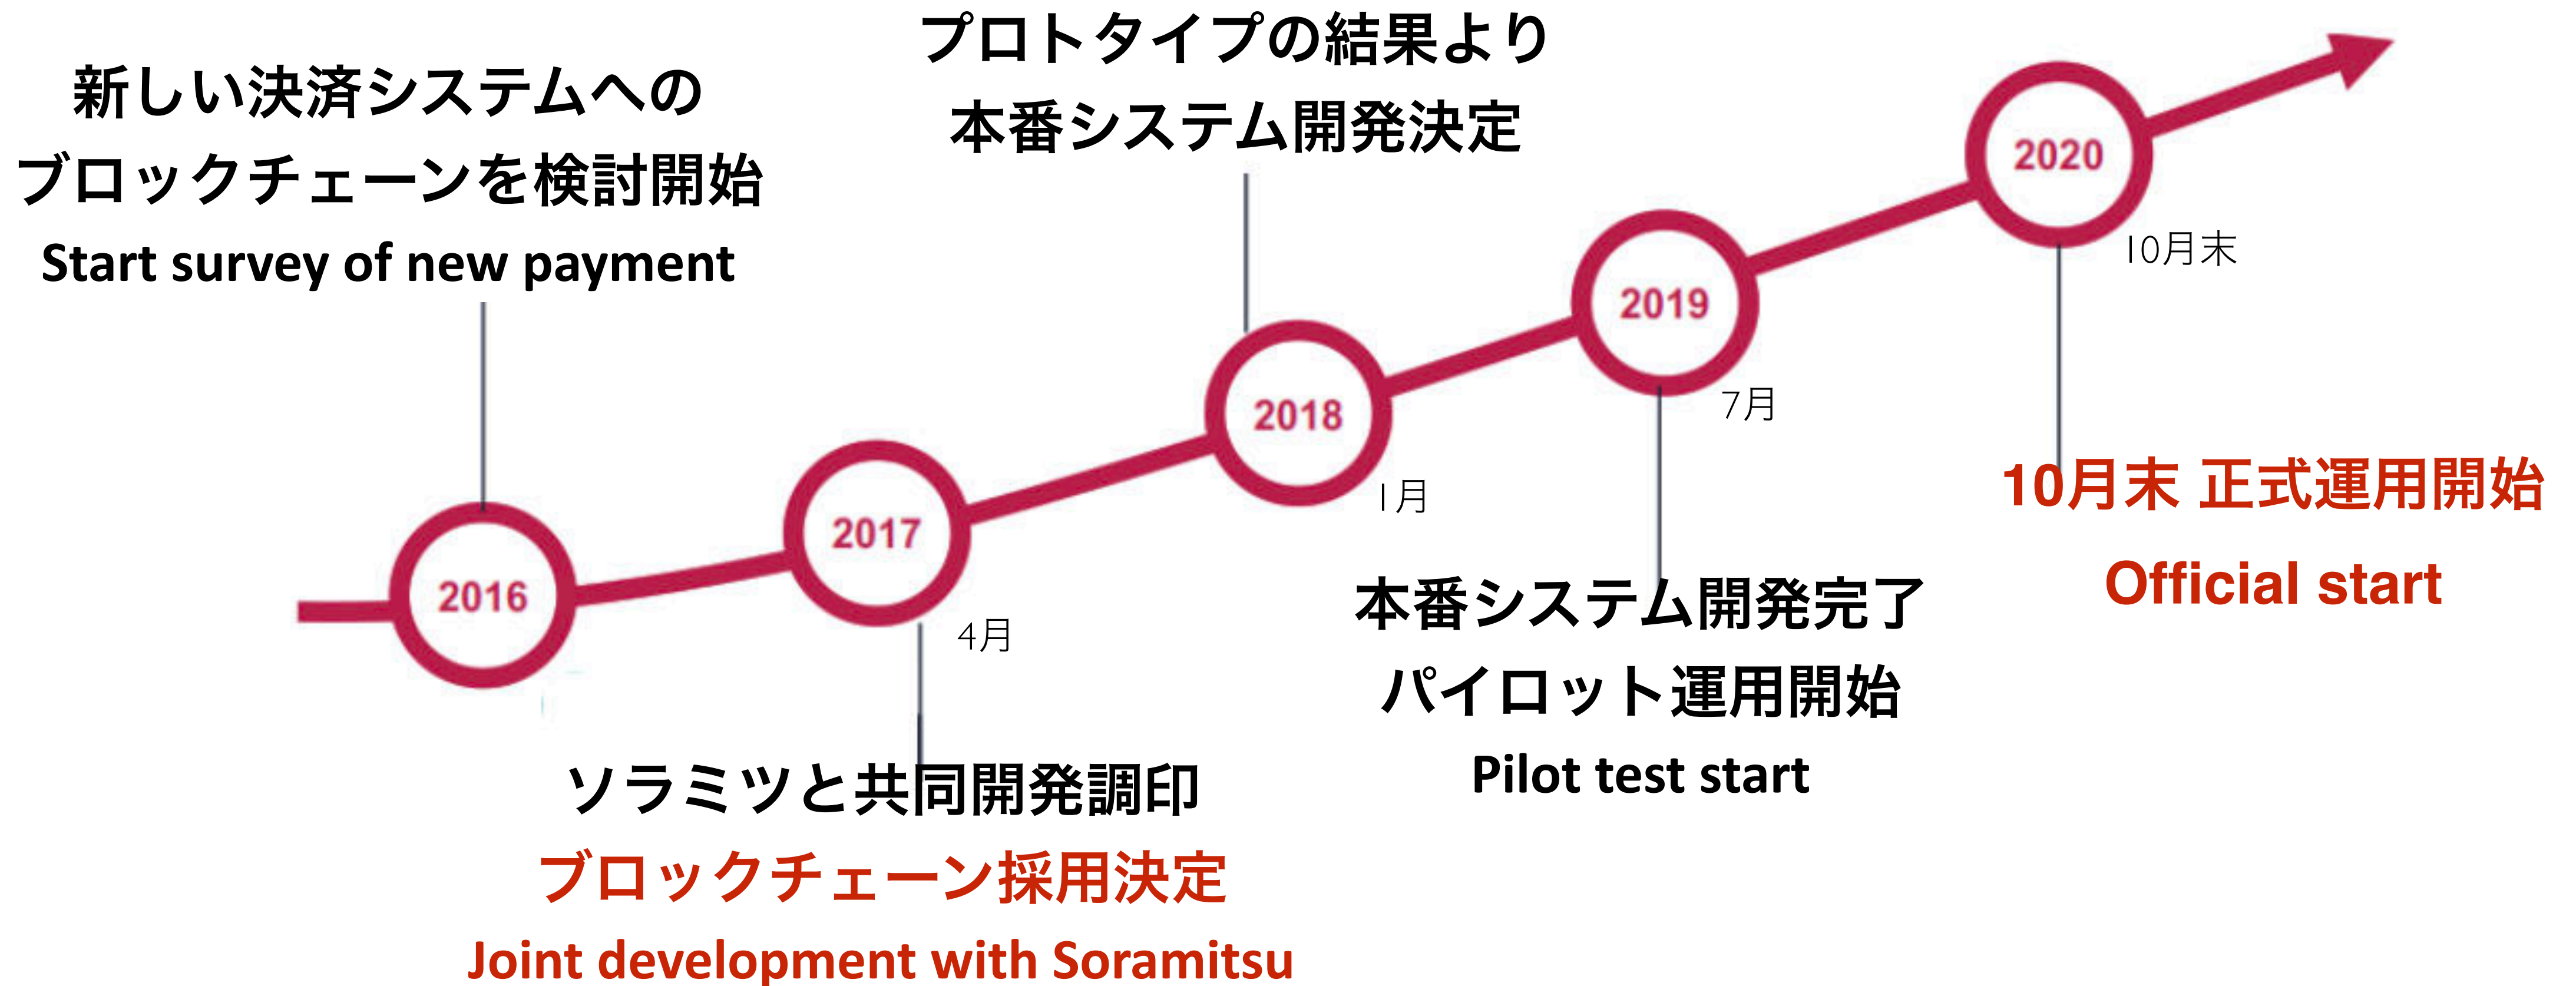 新しい決済システムへの
ブロックチェーンを検討開始
Start survey of new payment
2016
2017
4月
ソラミツと共同開発調印
ブロックチェーン採用決定
Joint development with Soramitsu
プロトタイプの結果より
本番システム開発決定
2018
1月
2019
7月
本番システム開発完了
パイロット運用開始
Pilot test start
2020
10月末
10月末 正式運用開始
Official start